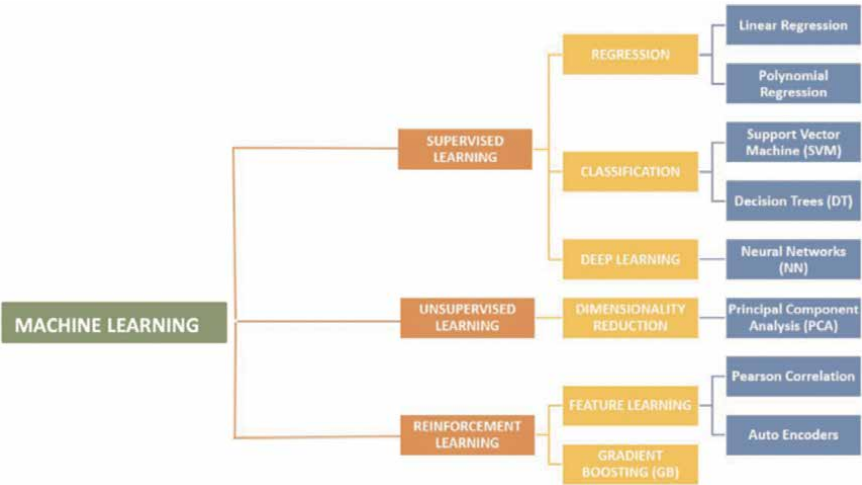 Linear Regression
REGRESSION
Polynomial
Regression
SUPERVISED
LEARNING
Support Vector
Machine (SVM)
CLASSIFICATION
Decision Trees (DT)
DEEP LEARNING
Neural Networks
(NN)
MACHINE LEARNING
UNSUPERVISED
LEARNING
DIMENSIONALITY
REDUCTION
Principal Component
Analysis (PCA)
Pearson Correlation
FEATURE LEARNING
REINFORCEMENT
LEARNING
Auto Encoders
GRADIENT
BOOSTING (GB)